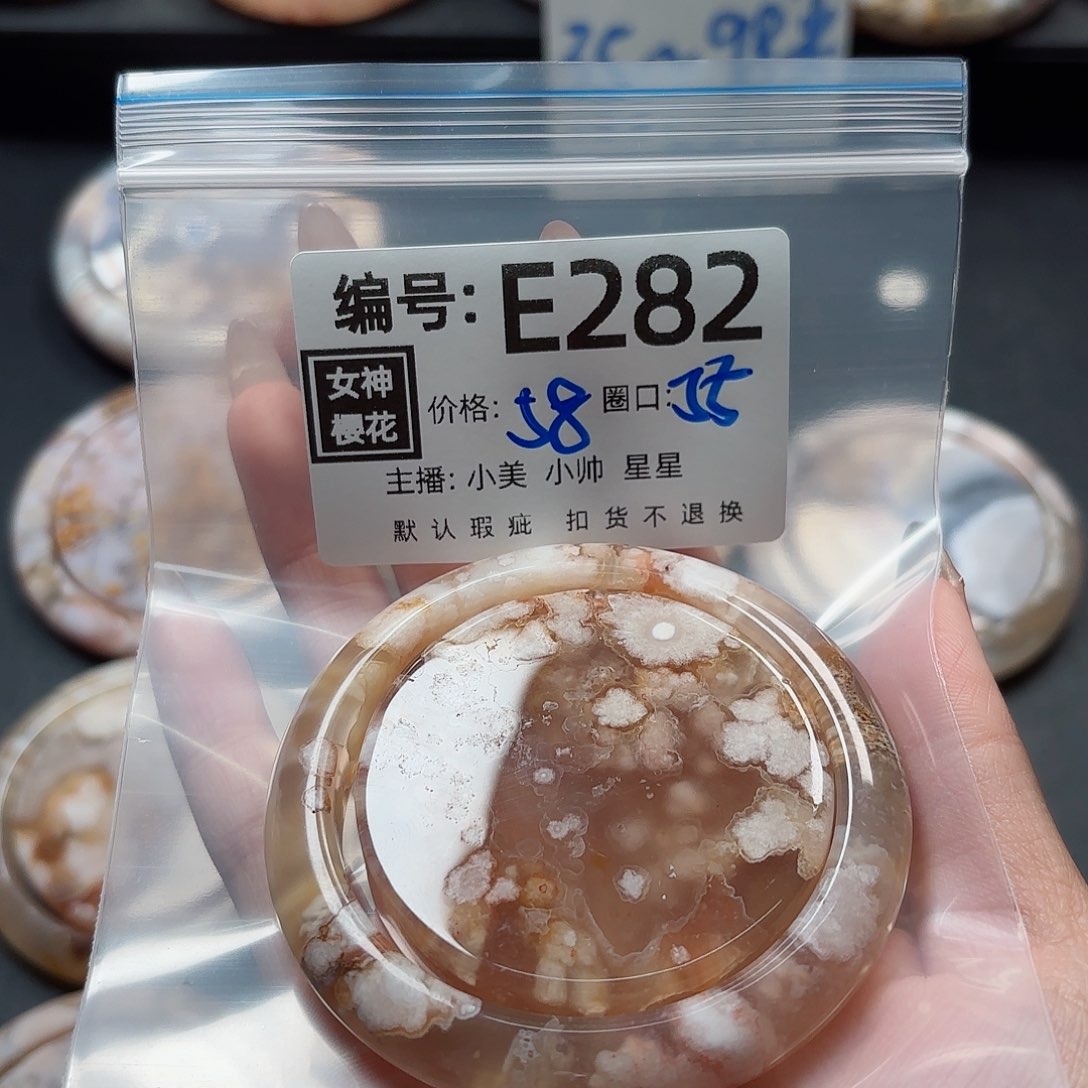 编号: E282
女神
樱花
价格: 58 圈口: 55
主播: 小美 小帅 星星
默认瑕疵 扣货不退换